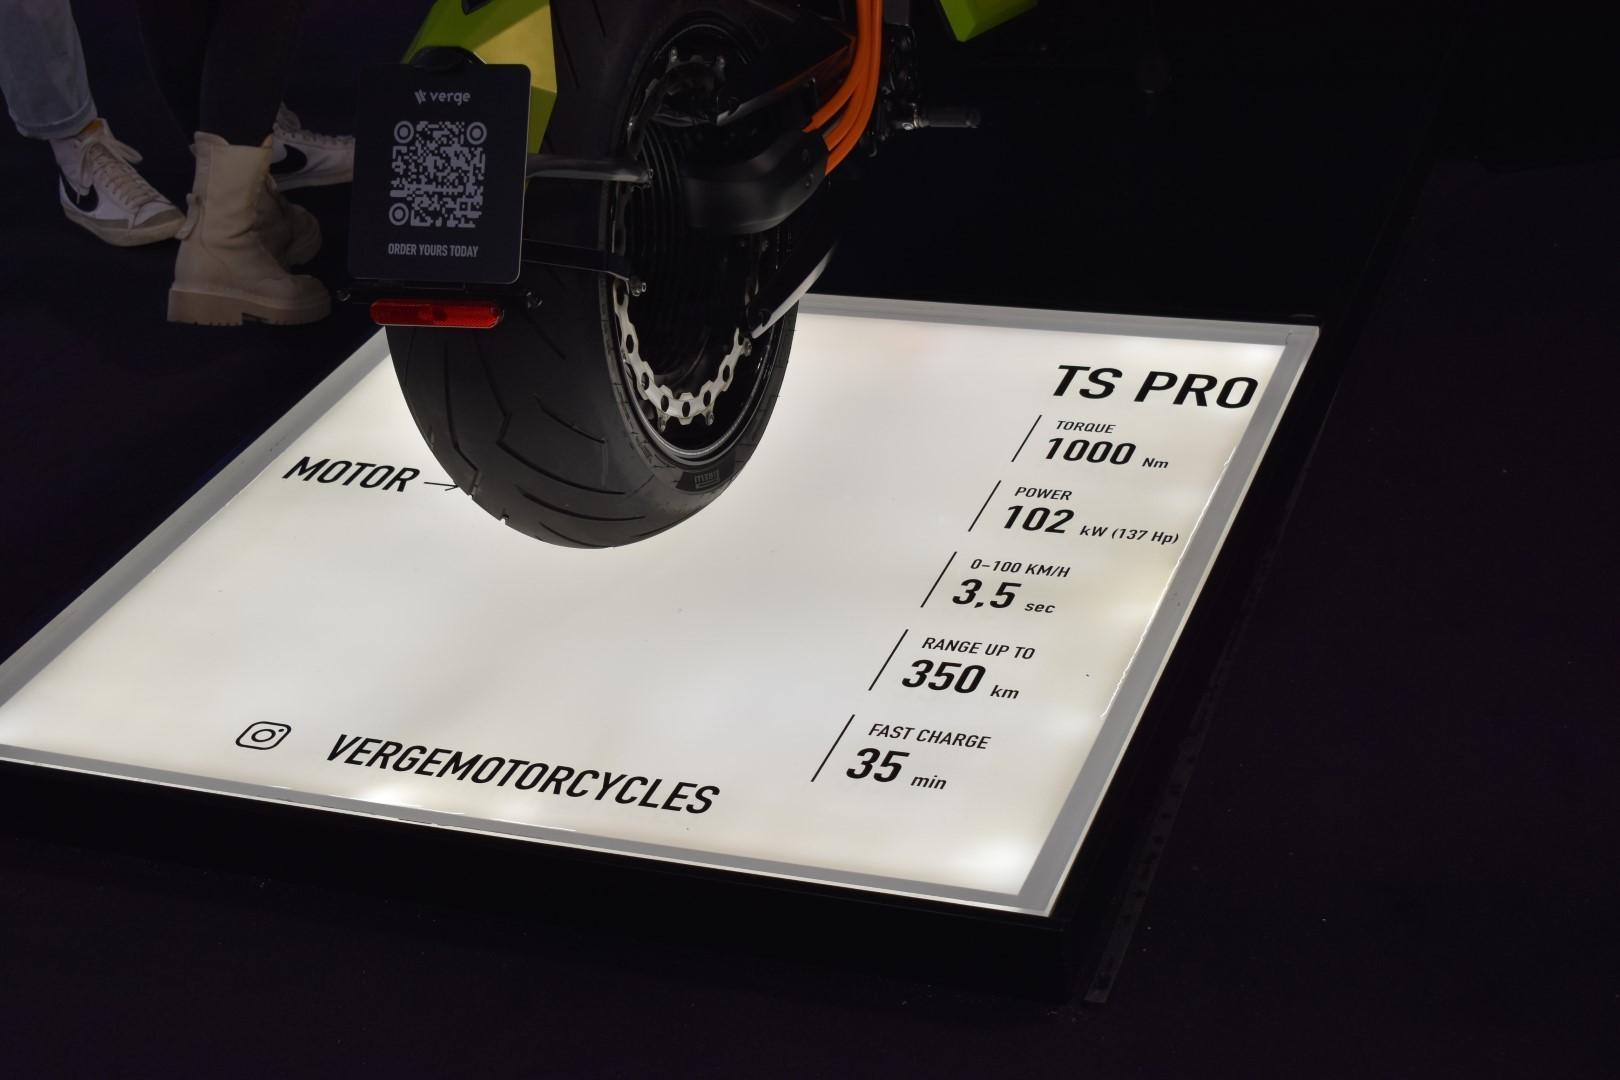 verge
ORDER YOURS TODAY
MOTOR →
TS PRO
TORQUE
1000 Nm
POWER
102 kW (137 Hp)
0-100 KM/H
3,5 sec
RANGE UP TO
350 km
FAST CHARGE
35 min
VERGEMOTORCYCLES
PIRELLI